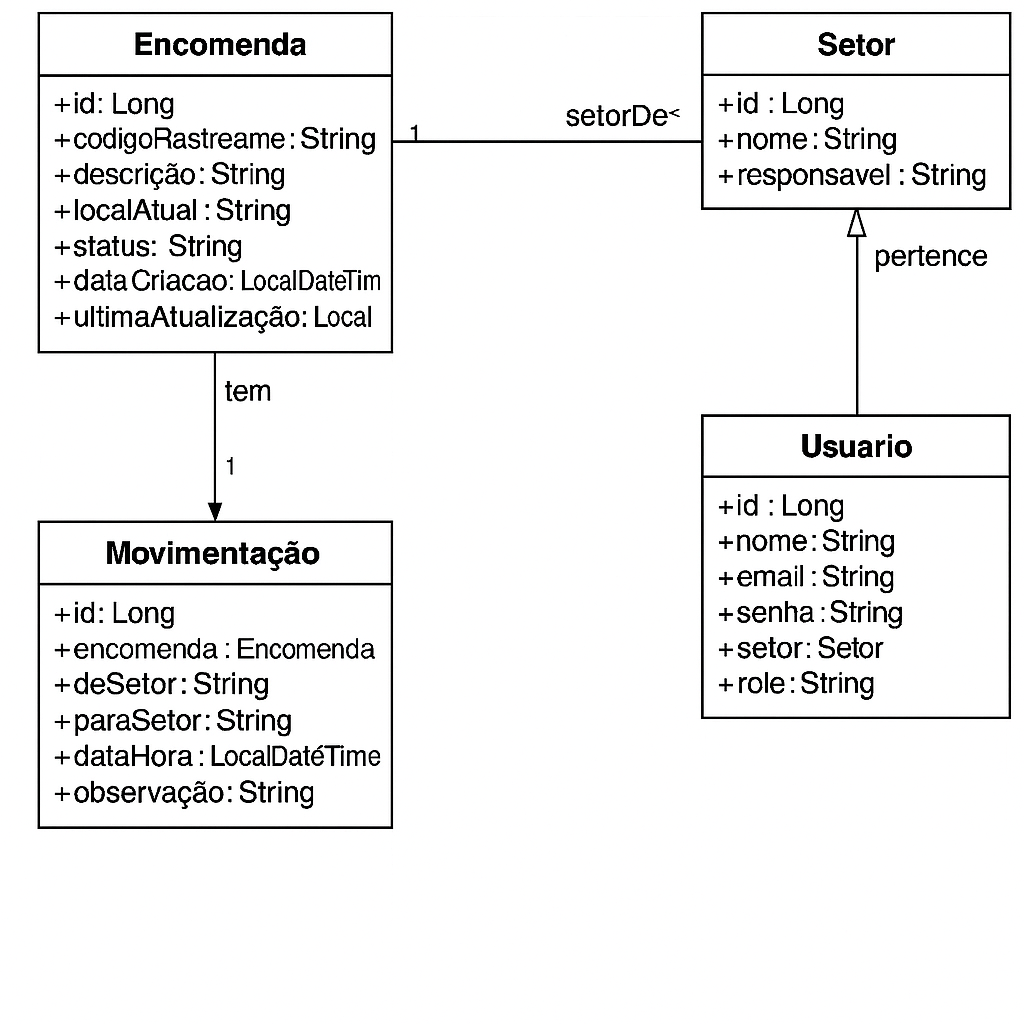 Encomenda
+id: Long
+codigoRastreame: String
+descrição: String
+localAtual: String
+status: String
+dataCriacao: LocalDateTim
+ultimaAtualização: Local
1
setorDe<
Setor
+id : Long
+nome: String
+responsavel : String
pertence
tem
1
Usuario
+id : Long
+nome: String
+email: String
+senha: String
+setor: Setor
+role: String
Movimentação
+id: Long
+encomenda: Encomenda
+deSetor: String
+paraSetor: String
+dataHora: LocalDatéTime
+observação: String